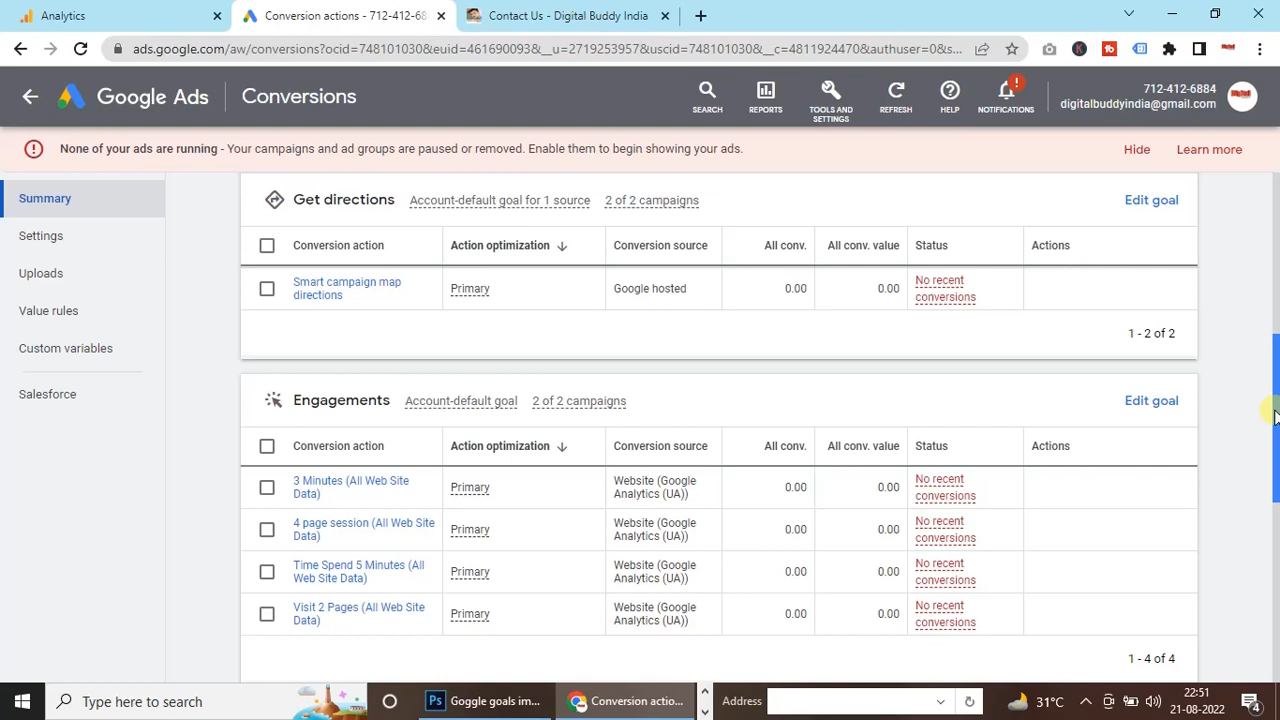 Analytics
Conversion actions - 712-412-68
Contact Us - Digital Buddy India
ads.google.com/aw/conversions?ocid=748101030&euid=461690093&__u=2719253957&uscid=748101030&__c=4811924470&authuser=0&s...
Google Ads
Conversions
SEARCH
REPORTS
TOOLS AND
SETTINGS
REFRESH
HELP
NOTIFICATIONS
712-412-6884
digitalbuddyindia@gmail.com
None of your ads are running - Your campaigns and ad groups are paused or removed. Enable them to begin showing your ads.
Hide
Learn more
Summary
Settings
Uploads
Value rules
Custom variables
Salesforce
Get directions Account-default goal for 1 source 2 of 2 campaigns Edit goal
Conversion action Action optimization Conversion source All conv. All conv. value Status Actions
Smart campaign map
directions
Primary
Google hosted
0.00
0.00
No recent
conversions
1 - 2 of 2
Engagements Account-default goal 2 of 2 campaigns Edit goal
Conversion action Action optimization Conversion source All conv. All conv. value Status Actions
3 Minutes (All Web Site
Data)
Primary
Website (Google
Analytics (UA))
0.00
0.00
No recent
conversions
4 page session (All Web Site
Data)
Primary
Website (Google
Analytics (UA))
0.00
0.00
No recent
conversions
Time Spend 5 Minutes (All
Web Site Data)
Primary
Website (Google
Analytics (UA))
0.00
0.00
No recent
conversions
Visit 2 Pages (All Web Site
Data)
Primary
Website (Google
Analytics (UA))
0.00
0.00
No recent
conversions
1 - 4 of 4
Type here to search
Ps
Goggle goals im...
Conversion actio...
Address
31°C
22:51
21-08-2022
4